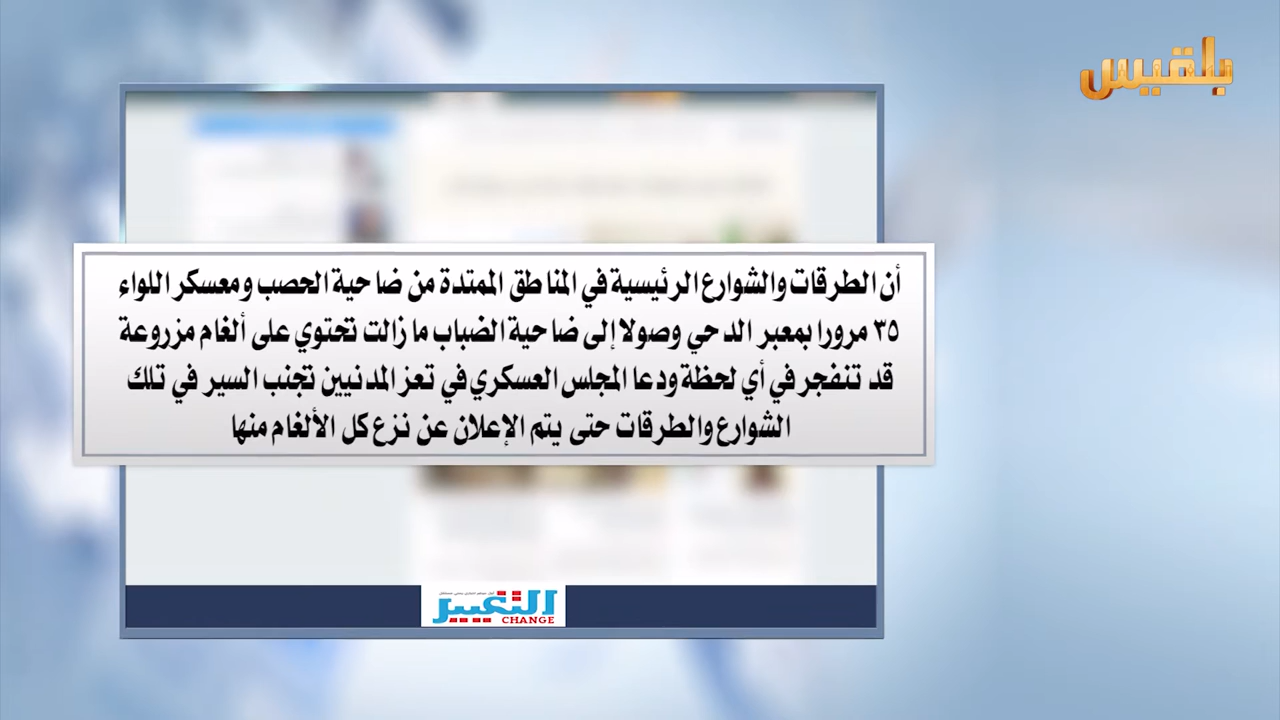 بلقيس
أن الطرقات والشوارع الرئيسية في المناطق الممتدة من ضاحية الحصب ومعسكر اللواء
٣٥ مرورا بمعبر الدحي وصولا إلى ضاحية الضباب ما زالت تحتوي على ألغام مزروعة
قد تنفجر في أي لحظة ودعا المجلس العسكري في تعز المدنيين تجنب السير في تلك
الشوارع والطرقات حتى يتم الإعلان عن نزع كل الألغام منها
التغيير
CHANGE